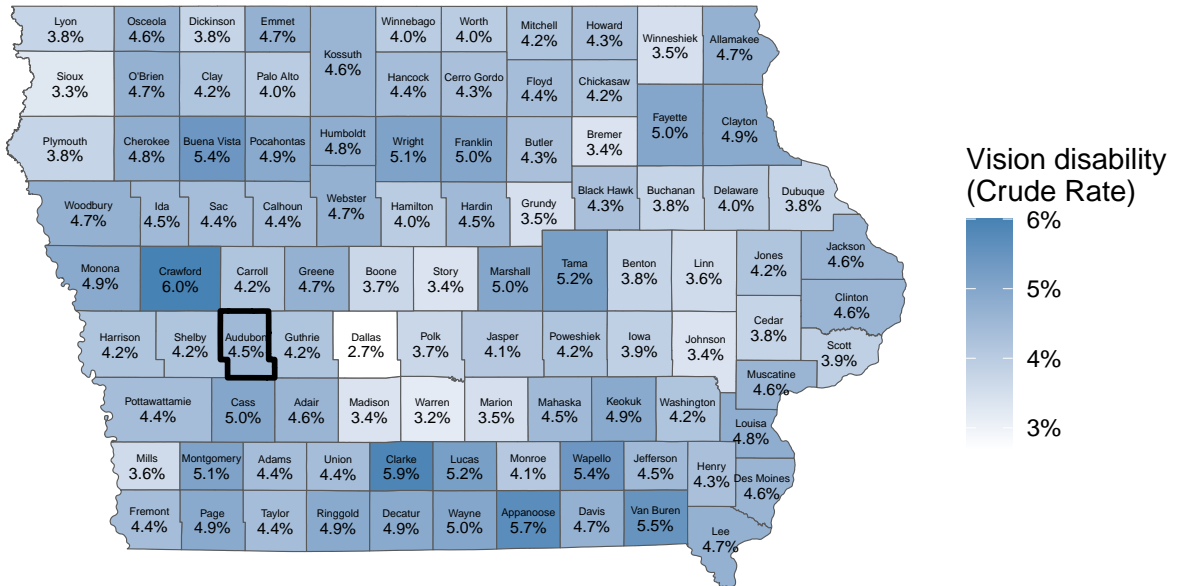 Lyon
3.8%
Osceola
4.6%
Dickinson
3.8%
Emmet
4.7%
Kossuth
4.6%
Winnebago
4.0%
Worth
4.0%
Mitchell
4.2%
Howard
4.3%
Winneshiek
3.5%
Allamakee
4.7%
Sioux
3.3%
O'Brien
4.7%
Clay
4.2%
Palo Alto
4.0%
Hancock
4.4%
Cerro Gordo
4.3%
Floyd
4.4%
Chickasaw
4.2%
Fayette
5.0%
Clayton
4.9%
Plymouth
3.8%
Cherokee
4.8%
Buena Vista
5.4%
Pocahontas
4.9%
Humboldt
4.8%
Wright
5.1%
Franklin
5.0%
Butler
4.3%
Bremer
3.4%
Woodbury
4.7%
Ida
4.5%
Sac
4.4%
Calhoun
4.4%
Webster
4.7%
Hamilton
4.0%
Hardin
4.5%
Grundy
3.5%
Black Hawk
4.3%
Buchanan
3.8%
Delaware
4.0%
Dubuque
3.8%
Monona
4.9%
Crawford
6.0%
Carroll
4.2%
Greene
4.7%
Boone
3.7%
Story
3.4%
Marshall
5.0%
Tama
5.2%
Benton
3.8%
Linn
3.6%
Jones
4.2%
Jackson
4.6%
Clinton
4.6%
Harrison
4.2%
Shelby
4.2%
Audubon
4.5%
Guthrie
4.2%
Dallas
2.7%
Polk
3.7%
Jasper
4.1%
Poweshiek
4.2%
Iowa
3.9%
Johnson
3.4%
Cedar
3.8%
Scott
3.9%
Muscatine
4.6%
Pottawattamie
4.4%
Cass
5.0%
Adair
4.6%
Madison
3.4%
Warren
3.2%
Marion
3.5%
Mahaska
4.5%
Keokuk
4.9%
Washington
4.2%
Louisa
4.8%
Mills
3.6%
Montgomery
5.1%
Adams
4.4%
Union
4.4%
Clarke
5.9%
Lucas
5.2%
Monroe
4.1%
Wapello
5.4%
Jefferson
4.5%
Henry
4.3%
Des Moines
4.6%
Fremont
4.4%
Page
4.9%
Taylor
4.4%
Ringgold
4.9%
Decatur
4.9%
Wayne
5.0%
Appanoose
5.7%
Davis
4.7%
Van Buren
5.5%
Lee
4.7%
Vision disability
(Crude Rate)
6%
5%
4%
3%